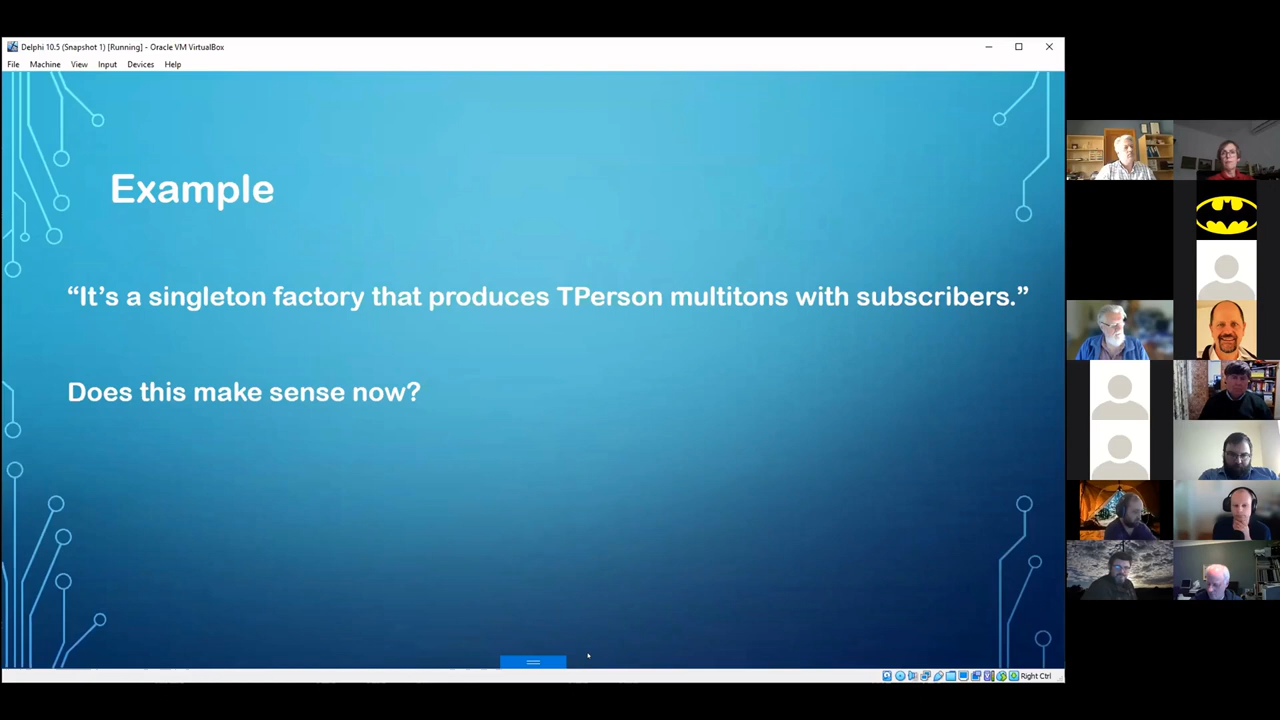 Delphi 10.5 (Snapshot 1) [Running] - Oracle VM VirtualBox
File Machine View Input Devices Help
Example
“It’s a singleton factory that produces TPerson multitons with subscribers.”
Does this make sense now?
Right Ctrl